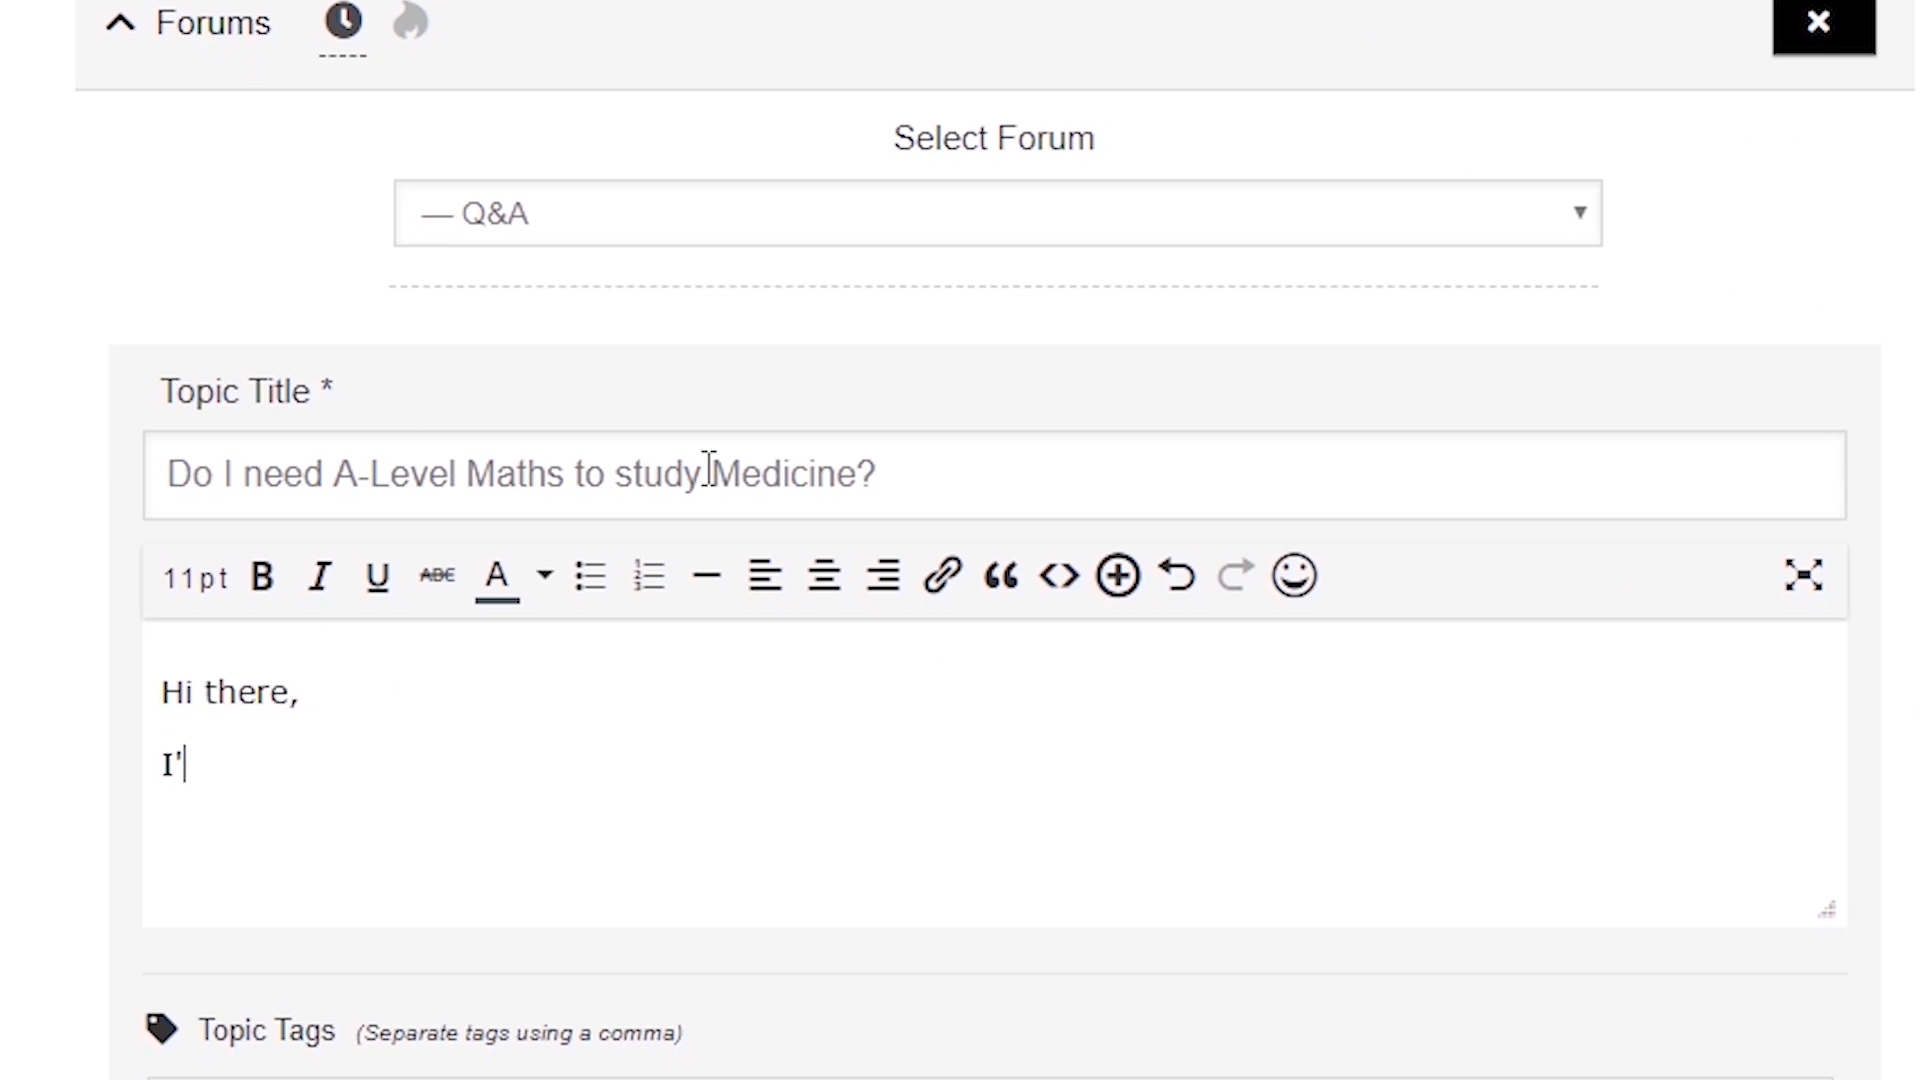 Forums
Select Forum
— Q&A
Topic Title *
Do I need A-Level Maths to study Medicine?
11pt B I U ABC A
Hi there,
I'
Topic Tags (Separate tags using a comma)